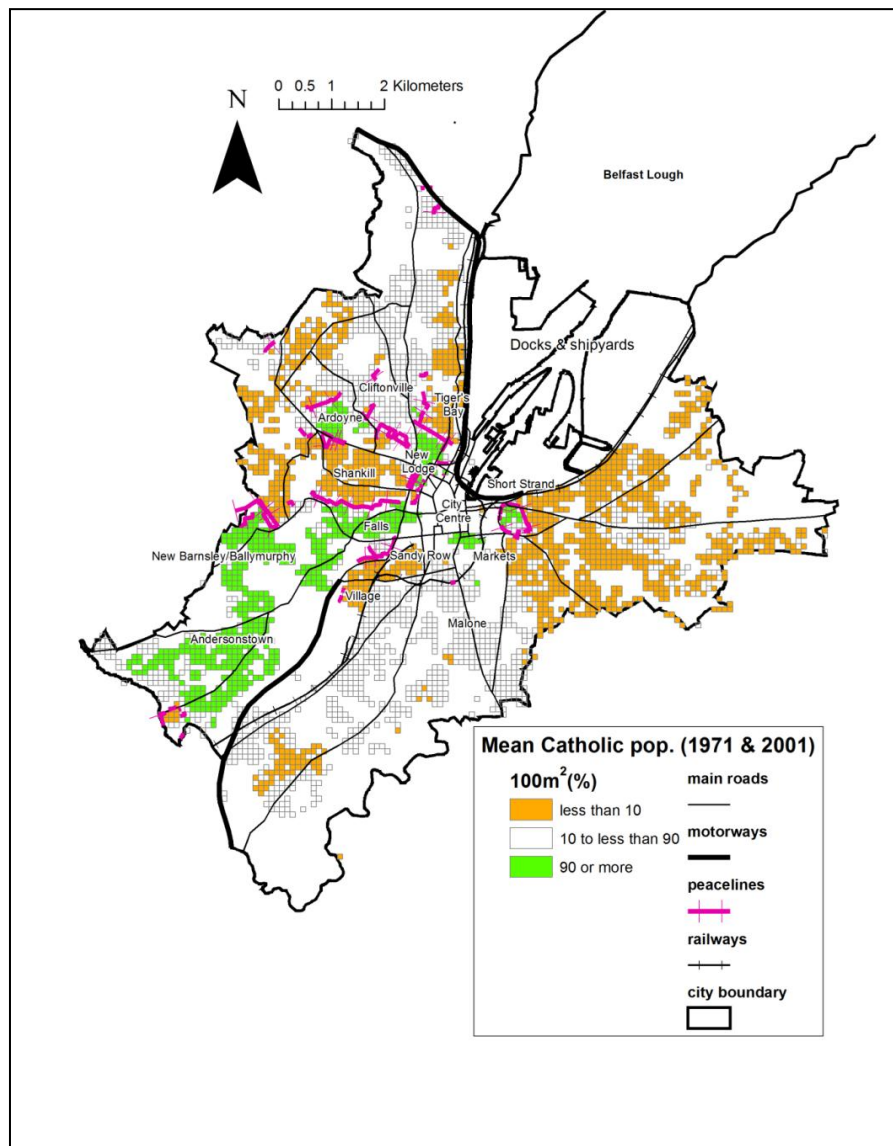 N
0 0.5 1 2 Kilometers
Belfast Lough
Docks & shipyards
Cliftonville
Tiger's
Bay
Ardoyne
New
Lodge
Shankill
Short Strand
City
Centre
Falls
New Barnsley/Ballymurphy
Sandy Row
Markets
Village
Malone
Andersonstown
Mean Catholic pop. (1971 & 2001)
100m²(%)
less than 10
10 to less than 90
90 or more
main roads
motorways
peacelines
railways
city boundary